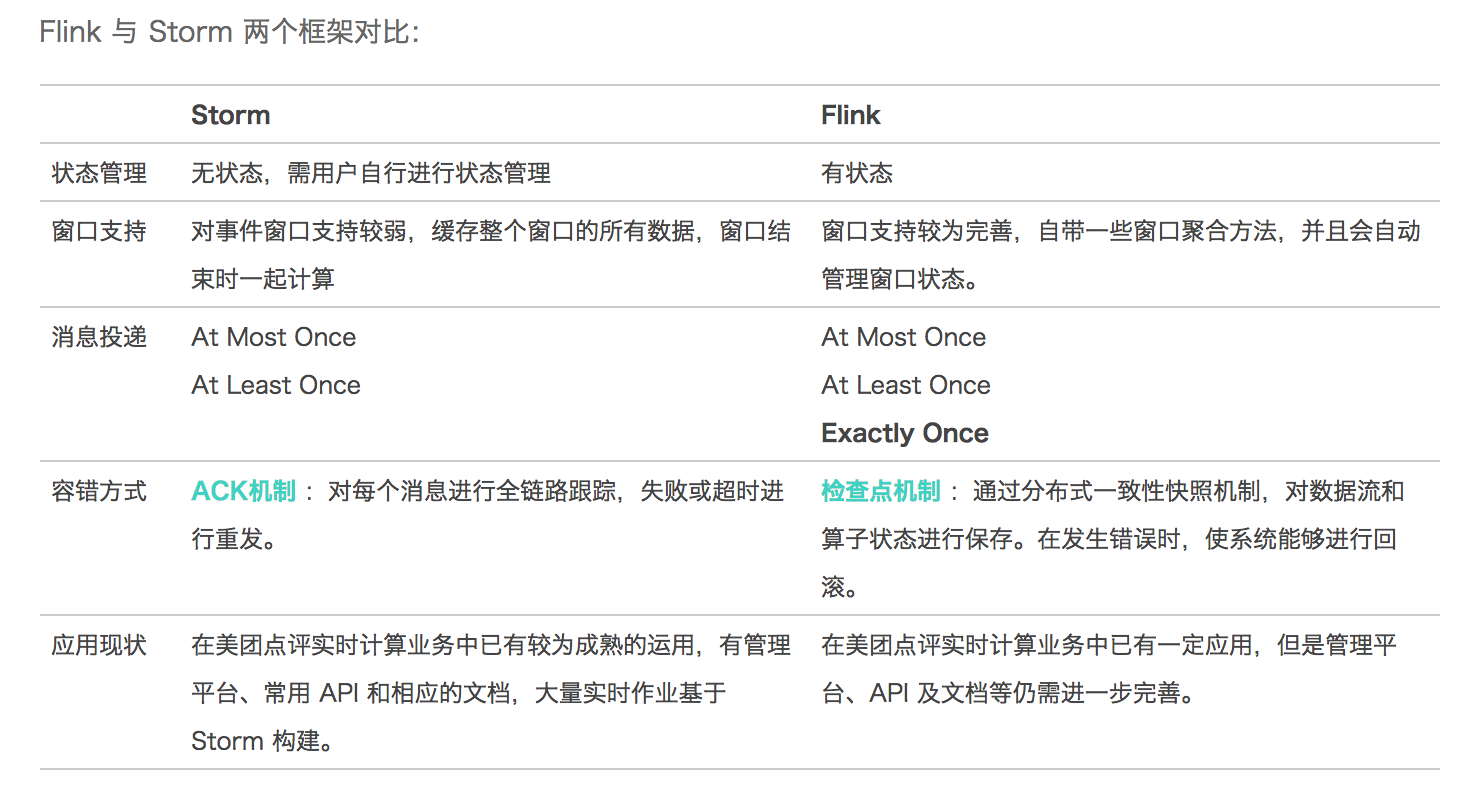 Flink 与 Storm 两个框架对比：
Storm Flink
状态管理 无状态，需用户自行进行状态管理 有状态
窗口支持 对事件窗口支持较弱，缓存整个窗口的所有数据，窗口结 窗口支持较为完善，自带一些窗口聚合方法，并且会自动
束时一起计算 管理窗口状态。
消息投递 At Most Once At Most Once
At Least Once At Least Once
Exactly Once
容错方式 ACK机制 ：对每个消息进行全链路跟踪，失败或超时进 检查点机制 ：通过分布式一致性快照机制，对数据流和
行重发。 算子状态进行保存。在发生错误时，使系统能够进行回
滚。
应用现状 在美团点评实时计算业务中已有较为成熟的运用，有管理 在美团点评实时计算业务中已有一定应用，但是管理平
平台、常用 API 和相应的文档，大量实时作业基于 台、API 及文档等仍需进一步完善。
Storm 构建。